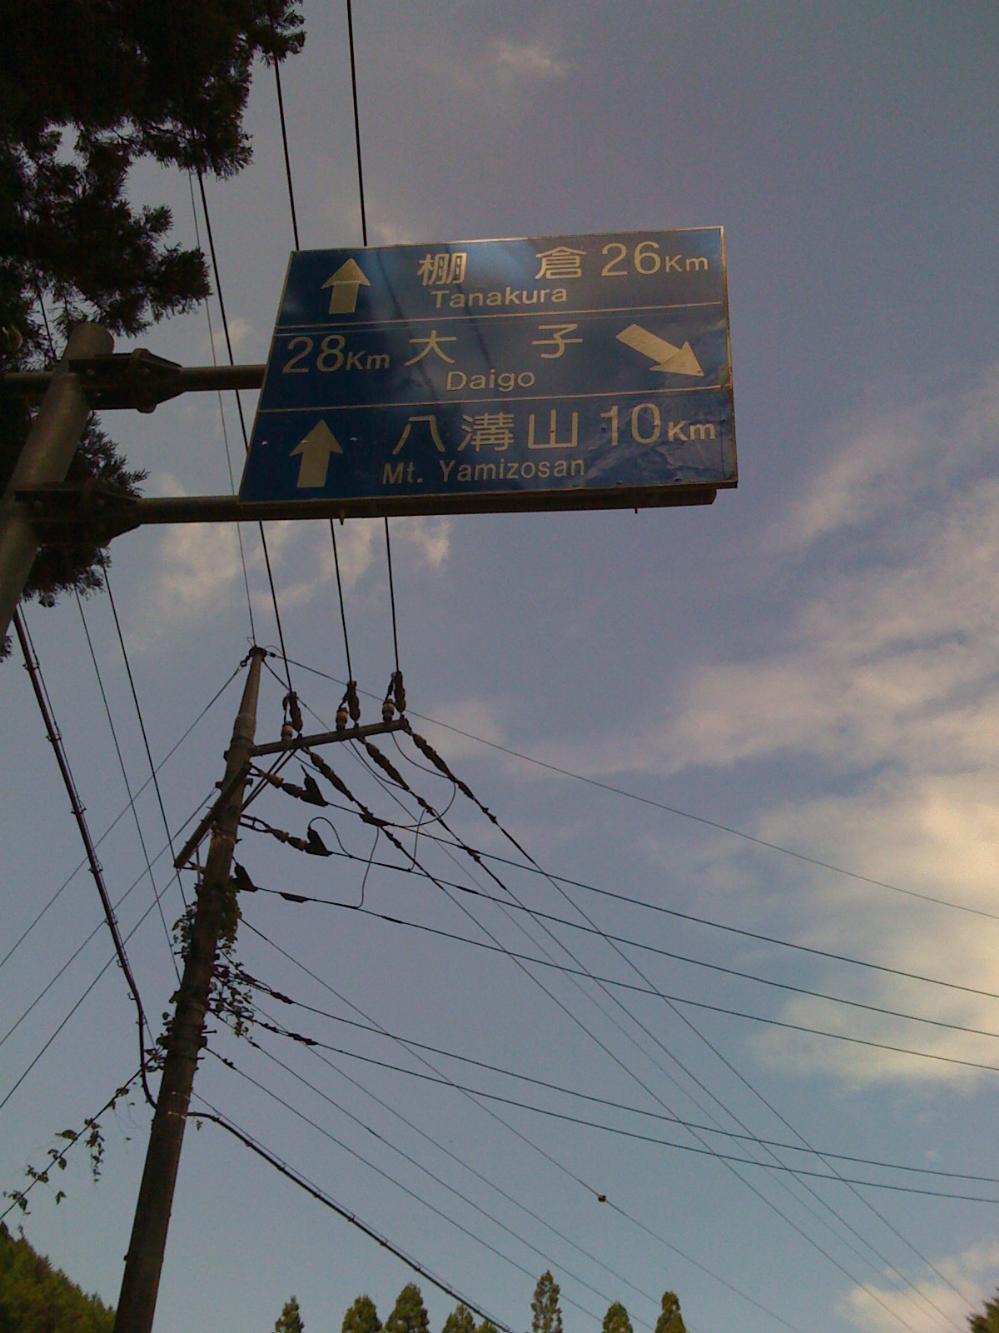 棚倉 26Km
Tanakura
28Km 大子
Daigo
八溝山 10Km
Mt. Yamizosan